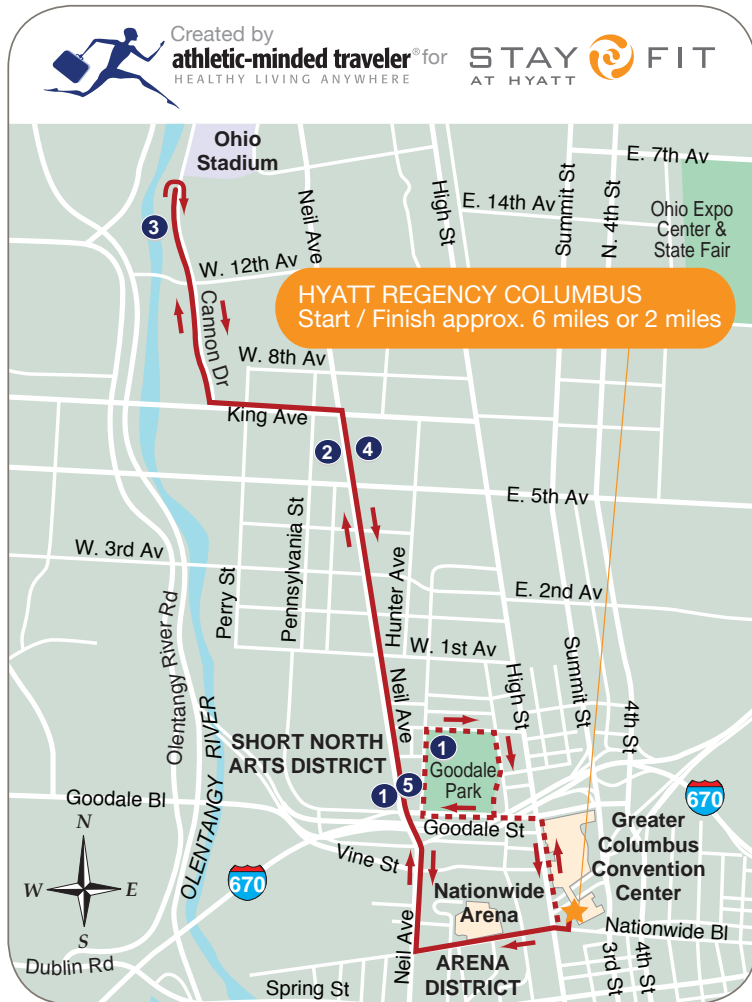 Created by
athletic-minded traveler® for
HEALTHY LIVING ANYWHERE
STAY FIT
AT HYATT
Ohio
Stadium
Neil Ave
High St
Summit St
N. 4th St
E. 7th Av
E. 14th Av
Ohio Expo
Center &
State Fair
3
W. 12th Av
Cannon Dr
HYATT REGENCY COLUMBUS
Start / Finish approx. 6 miles or 2 miles
W. 8th Av
King Ave
2
4
E. 5th Av
Pennsylvania St
W. 3rd Av
Perry St
Hunter Ave
E. 2nd Av
Olentangy River Rd
W. 1st Av
Neil Ave
High St
Summit St
4th St
OLENTANGY RIVER
SHORT NORTH
ARTS DISTRICT
1
Goodale
Park
1
5
Goodale Bl
670
Goodale St
Greater
Columbus
Convention
Center
N
W
E
S
670
Vine St
Nationwide
Arena
Neil Ave
Nationwide Bl
3rd St
4th St
Dublin Rd
Spring St
ARENA
DISTRICT